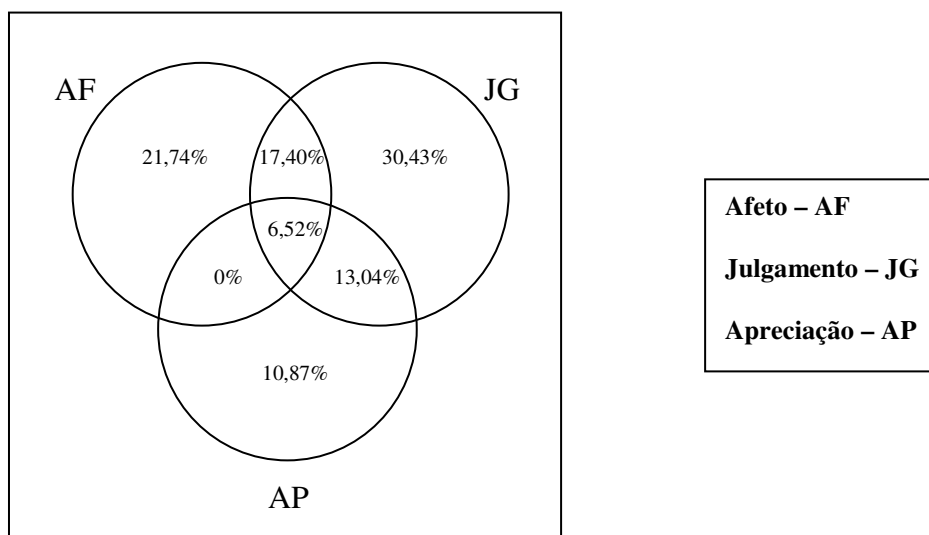 AF
JG
21,74%
17,40%
30,43%
6,52%
0%
13,04%
10,87%
AP
Afeto – AF
Julgamento – JG
Apreciação – AP